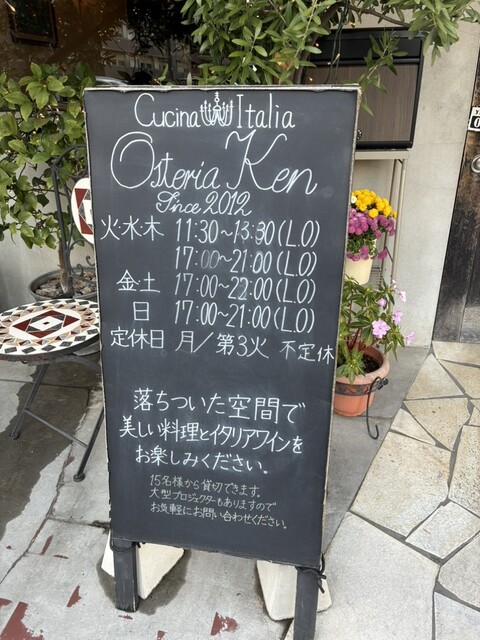 Cucina Italia
Osteria Ken
Since 2012
火・水・木 11:30~13:30(L.O)
17:00~21:00(L.O)
金・土 17:00~22:00(L.O)
日 17:00~21:00(L.O)
定休日 月/第3火 不定休
落ちついた空間で
美しい料理とイタリアワインを
お楽しみください。
15名様から貸切できます。
大型プロジェクターもありますので
お気軽にお問い合わせください。